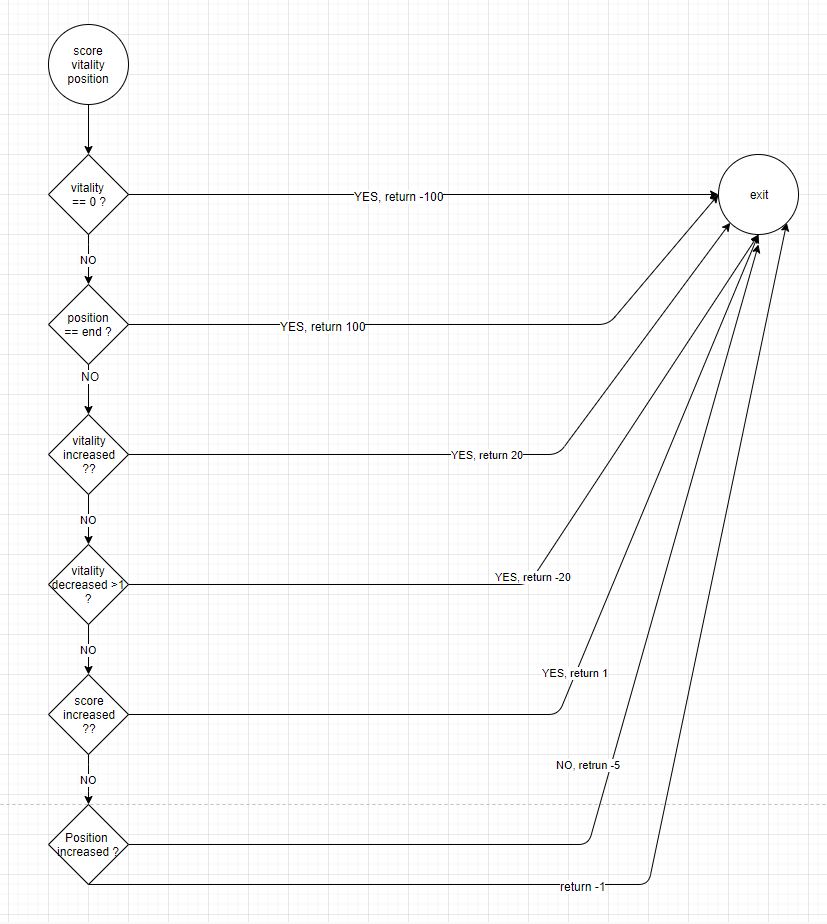 score
vitality
position
vitality
== 0 ?
YES, return -100
exit
NO
position
== end ?
YES, return 100
NO
vitality
increased
??
YES, return 20
NO
vitality
decreased >1
?
YES, return -20
NO
score
increased
??
YES, return 1
NO
NO, retrun -5
Position
increased ?
return -1